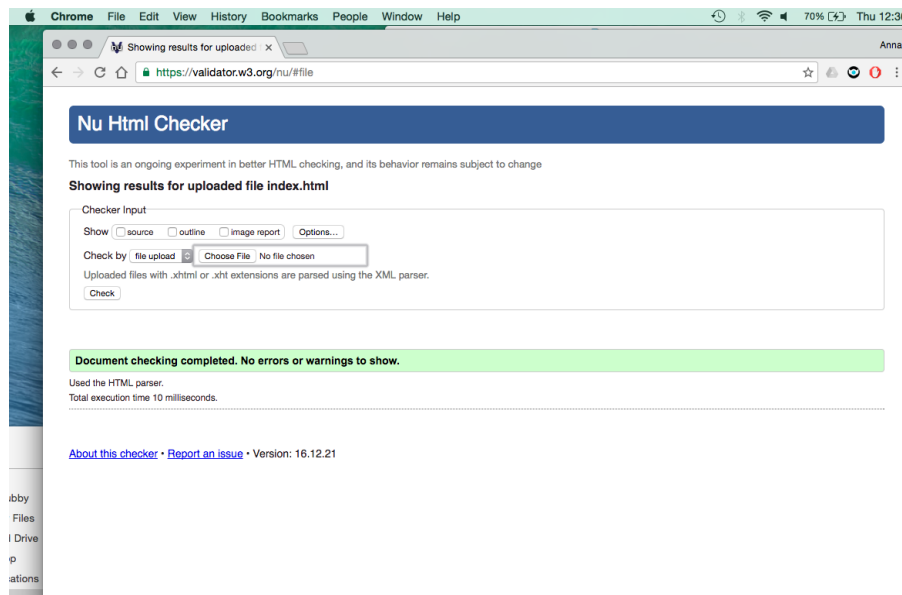 Chrome File Edit View History Bookmarks People Window Help 70% Thu 12:30
Showing results for uploaded
Anna
https://validator.w3.org/nu/#file
Nu Html Checker
This tool is an ongoing experiment in better HTML checking, and its behavior remains subject to change
Showing results for uploaded file index.html
Checker Input
Show source outline image report Options...
Check by file upload Choose File No file chosen
Uploaded files with .xhtml or .xht extensions are parsed using the XML parser.
Check
Document checking completed. No errors or warnings to show.
Used the HTML parser.
Total execution time 10 milliseconds.
About this checker • Report an issue • Version: 16.12.21
Files
Drive